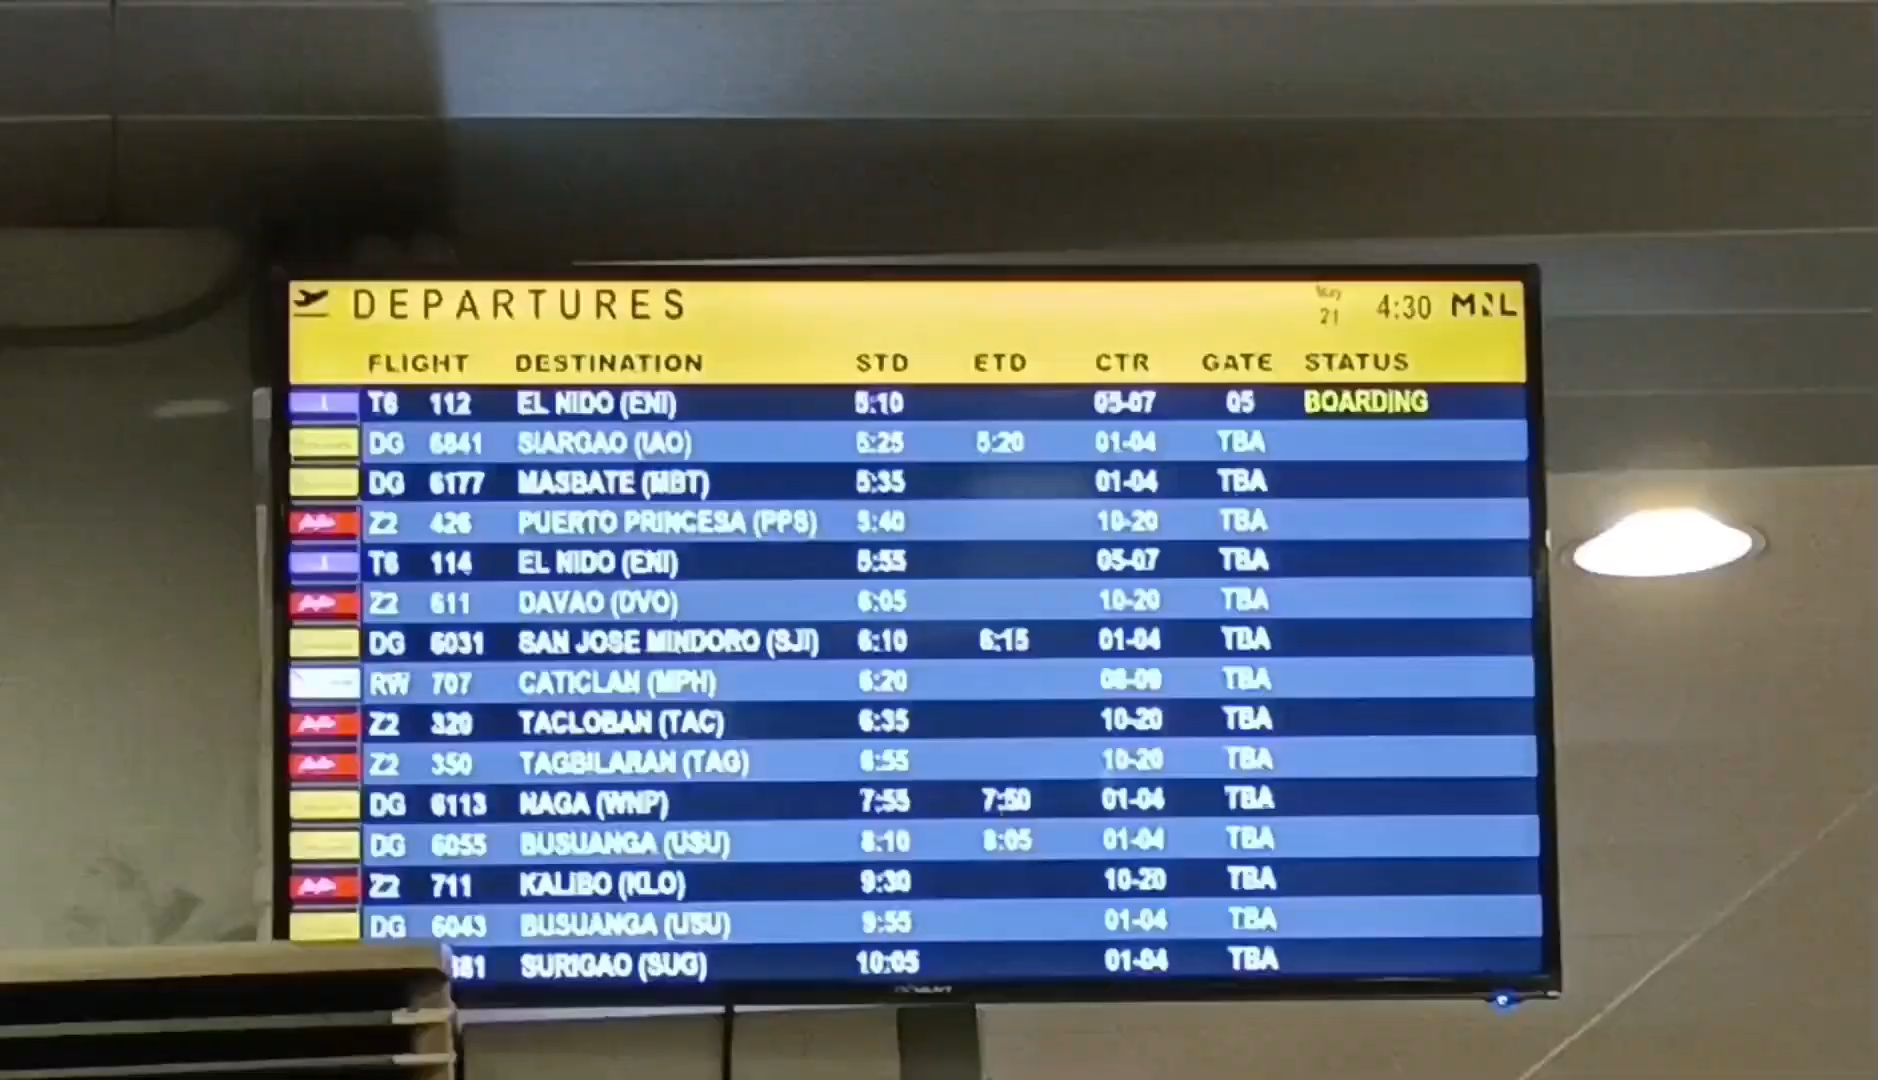 DEPARTURES May 21 4:30 MNL
FLIGHT DESTINATION STD ETD CTR GATE STATUS
T6 112 EL NIDO (ENI) 5:10 05-07 05 BOARDING
DG 6841 SIARGAO (IAO) 5:25 5:20 01-04 TBA
DG 6177 MASBATE (MBT) 5:35 01-04 TBA
Z2 426 PUERTO PRINCESA (PPS) 5:40 10-20 TBA
T6 114 EL NIDO (ENI) 5:55 05-07 TBA
Z2 611 DAVAO (DVO) 6:05 10-20 TBA
DG 6031 SAN JOSE MINDORO (SJI) 6:10 6:15 01-04 TBA
RW 707 CATICLAN (MPH) 6:20 08-09 TBA
Z2 320 TACLOBAN (TAC) 6:35 10-20 TBA
Z2 350 TAGBILARAN (TAG) 6:55 10-20 TBA
DG 6113 NAGA (WNP) 7:55 7:50 01-04 TBA
DG 6055 BUSUANGA (USU) 8:10 8:05 01-04 TBA
Z2 711 KALIBO (KLO) 9:30 10-20 TBA
DG 6043 BUSUANGA (USU) 9:55 01-04 TBA
SURIGAO (SUG) 10:05 01-04 TBA